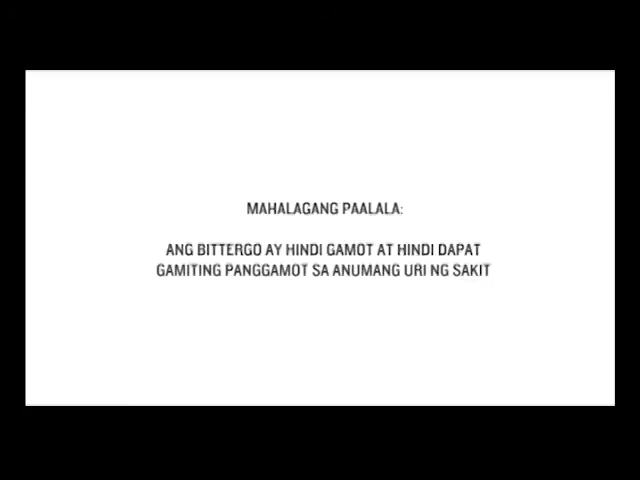 MAHALAGANG PAALALA:
ANG BITTERGO AY HINDI GAMOT AT HINDI DAPAT
GAMITING PANGGAMOT SA ANUMANG URI NG SAKIT